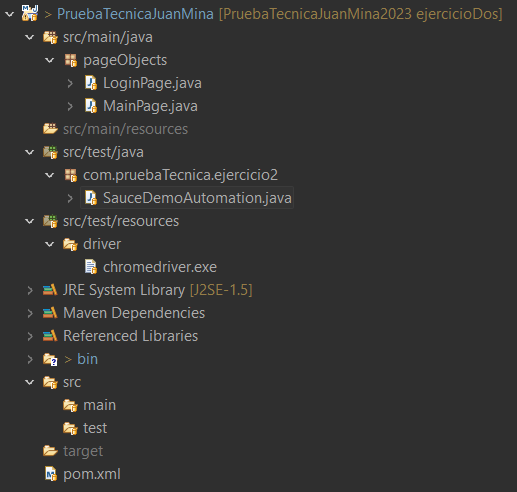 > PruebaTecnicaJuanMina [PruebaTecnicaJuanMina2023 ejercicioDos]
src/main/java
pageObjects
> LoginPage.java
> MainPage.java
src/main/resources
src/test/java
com.pruebaTecnica.ejercicio2
> SauceDemoAutomation.java
src/test/resources
driver
chromedriver.exe
> JRE System Library [J2SE-1.5]
> Maven Dependencies
> Referenced Libraries
> > bin
src
main
test
target
pom.xml